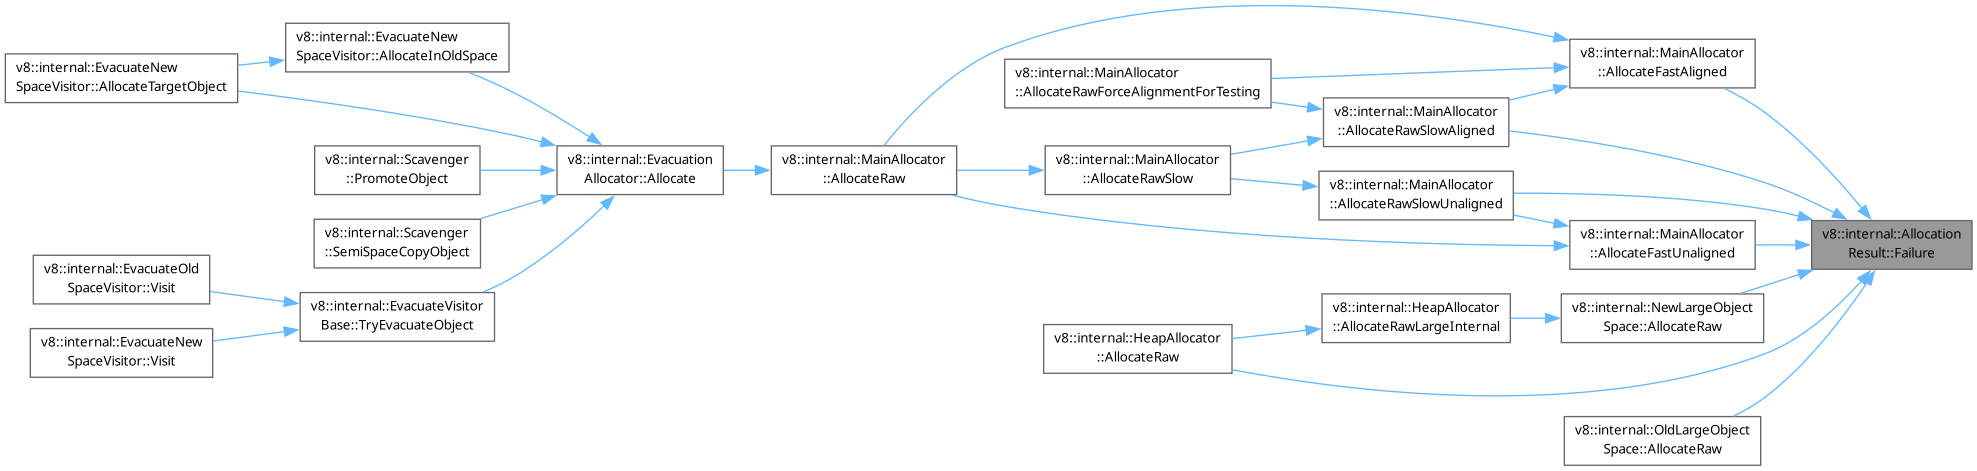 v8::internal::EvacuateNew
SpaceVisitor::AllocateTargetObject
v8::internal::EvacuateNew
SpaceVisitor::AllocateInOldSpace
v8::internal::Scavenger
::PromoteObject
v8::internal::Scavenger
::SemiSpaceCopyObject
v8::internal::EvacuateOld
SpaceVisitor::Visit
v8::internal::EvacuateNew
SpaceVisitor::Visit
v8::internal::EvacuateVisitor
Base::TryEvacuateObject
v8::internal::Evacuation
Allocator::Allocate
v8::internal::MainAllocator
::AllocateRaw
v8::internal::MainAllocator
::AllocateRawForceAlignmentForTesting
v8::internal::MainAllocator
::AllocateRawSlow
v8::internal::HeapAllocator
::AllocateRaw
v8::internal::MainAllocator
::AllocateRawSlowAligned
v8::internal::MainAllocator
::AllocateRawSlowUnaligned
v8::internal::HeapAllocator
::AllocateRawLargeInternal
v8::internal::MainAllocator
::AllocateFastAligned
v8::internal::MainAllocator
::AllocateFastUnaligned
v8::internal::NewLargeObject
Space::AllocateRaw
v8::internal::OldLargeObject
Space::AllocateRaw
v8::internal::Allocation
Result::Failure